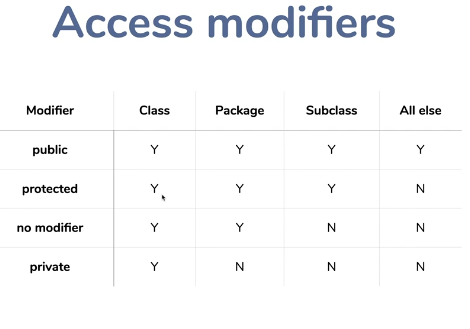 Access modifiers
Modifier Class Package Subclass All else
public Y Y Y Y
protected Y Y Y N
no modifier Y Y N N
private Y N N N